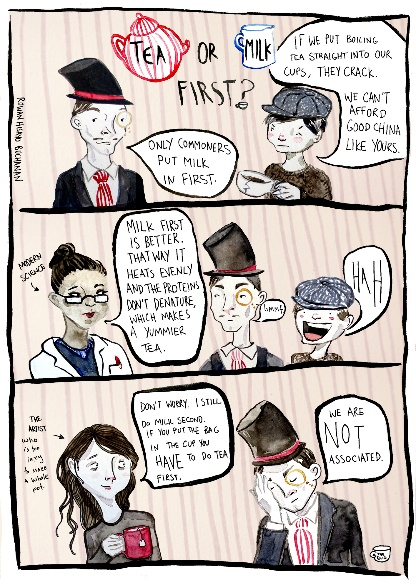 TEA OR MILK
FIRST?
ROWAN
IF WE PUT BOILING
TEA STRAIGHT INTO OUR
CUPS, THEY CRACK.
WE CAN'T
AFFORD
GOOD CHINA
LIKE YOURS.
ONLY COMMONERS
PUT MILK
IN FIRST.
MODERN
SCIENCE
MILK FIRST
IS BETTER.
THAT WAY IT
HEATS EVENLY
AND THE PROTEINS
DON'T DENATURE,
WHICH MAKES
A YUMMIER
TEA.
HAH
THE
ARTIST
who
is too
lazy
to make
a whole
pot.
DON'T WORRY. I STILL
DO MILK SECOND.
IF YOU PUT THE BAG
IN THE CUP YOU
HAVE TO DO TEA
FIRST.
WE ARE
NOT
ASSOCIATED.